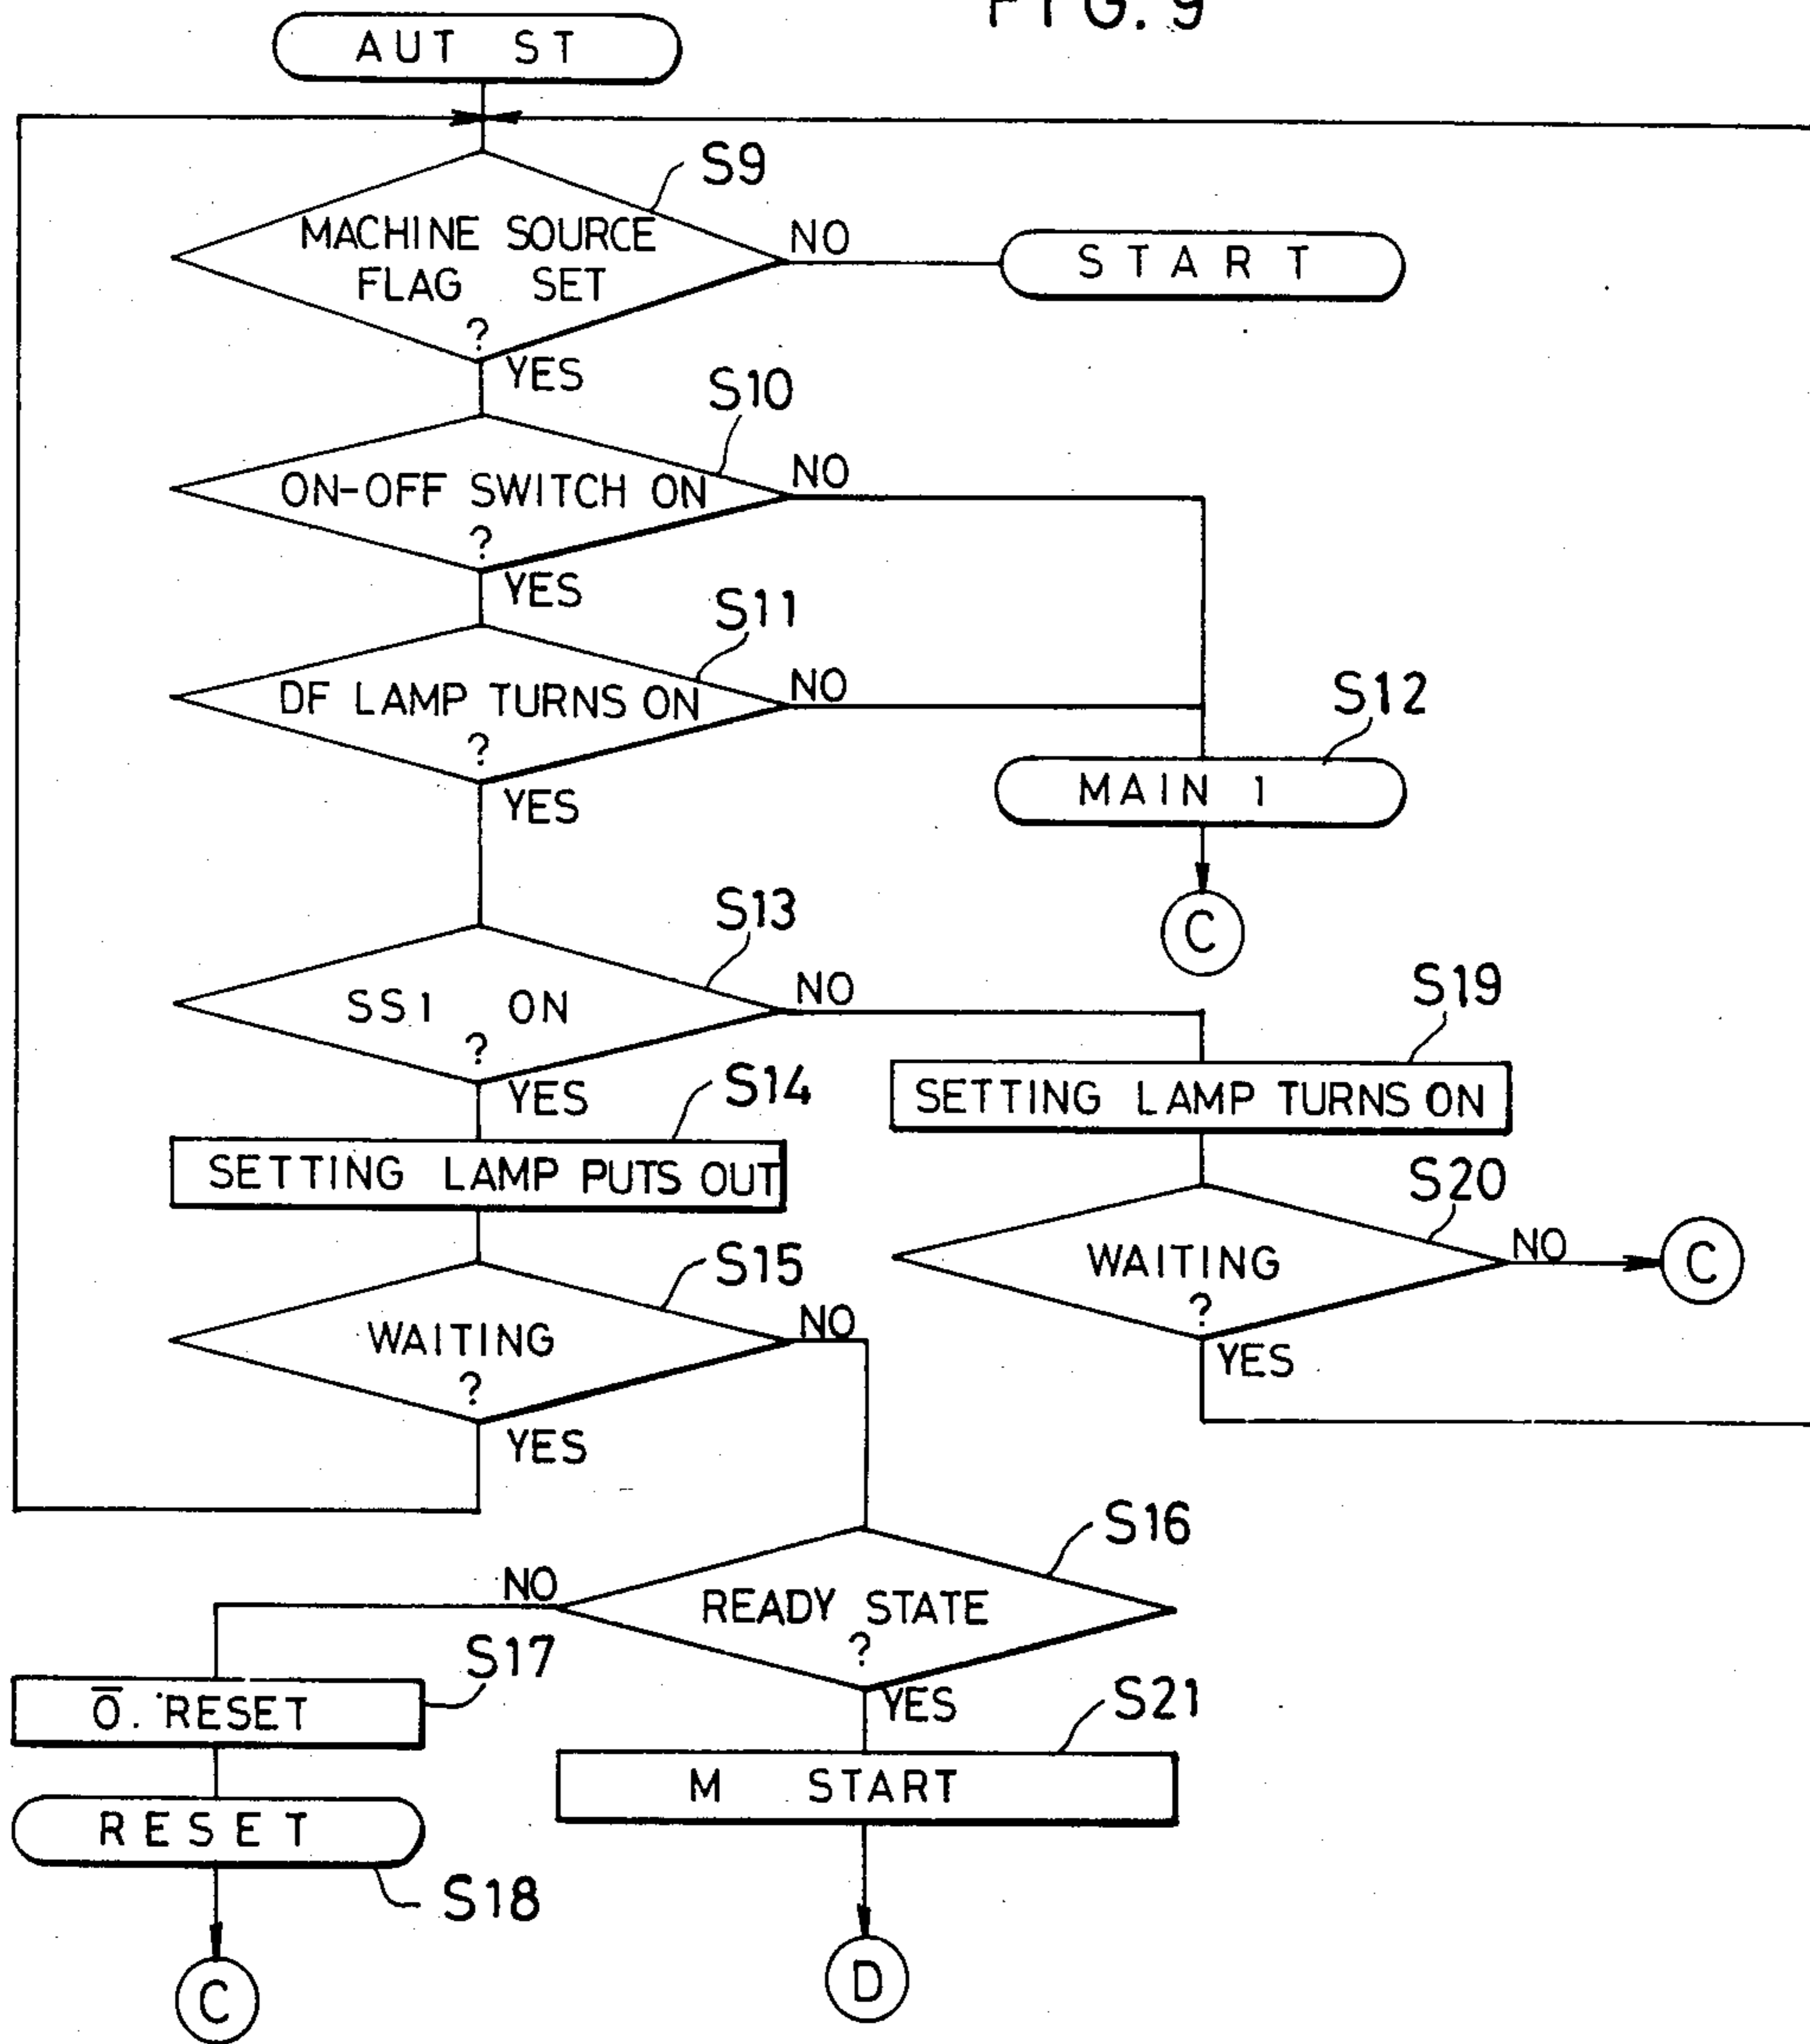 FIG. 9
AUT ST
S9
MACHINE SOURCE
FLAG SET
?
NO
START
YES
S10
ON-OFF SWITCH ON
?
NO
YES
S11
DF LAMP TURNS ON
?
NO
YES
S12
MAIN 1
C
S13
SS1 ON
?
NO
YES
S19
SETTING LAMP TURNS ON
S14
SETTING LAMP PUTS OUT
S20
WAITING
?
NO
C
YES
S15
WAITING
?
NO
YES
S16
READY STATE
?
NO
YES
S17
O̅. RESET
S21
M START
RESET
S18
C
D